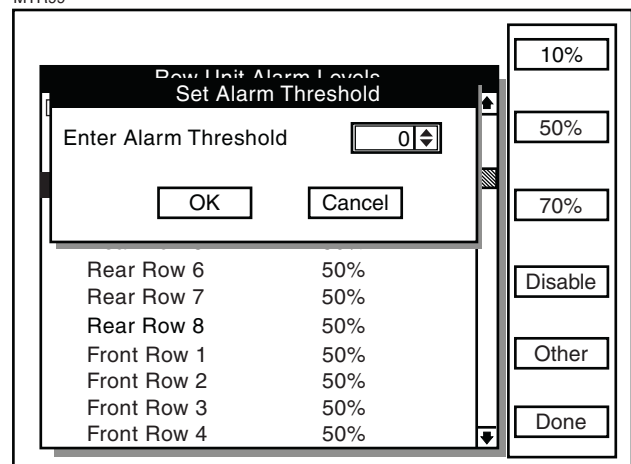 10%
Row Unit Alarm Levels
Set Alarm Threshold
Enter Alarm Threshold 0
50%
OK Cancel
70%
Rear Row 6 50%
Disable
Rear Row 7 50%
Rear Row 8 50%
Front Row 1 50%
Other
Front Row 2 50%
Front Row 3 50%
Done
Front Row 4 50%